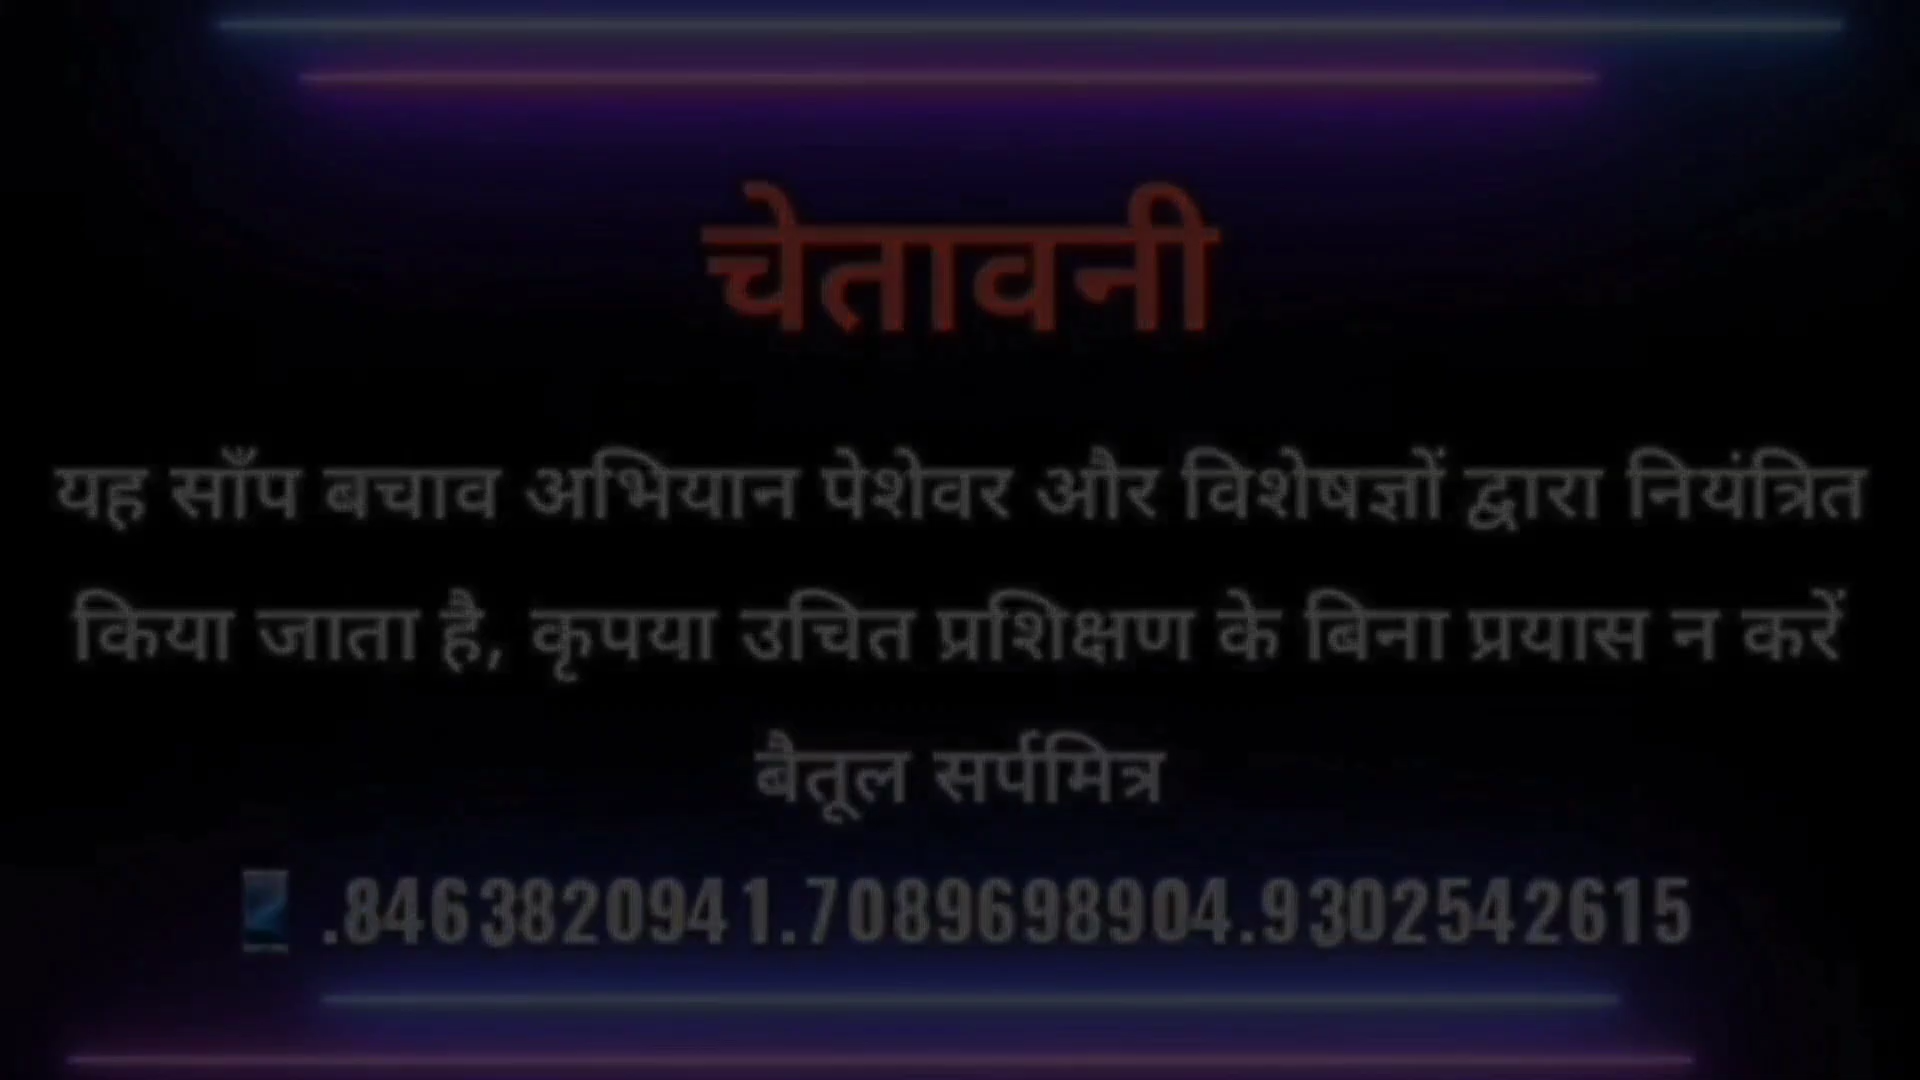 चेतावनी
यह साँप बचाव अभियान पेशेवर और विशेषज्ञों द्वारा नियंत्रित
किया जाता है, कृपया उचित प्रशिक्षण के बिना प्रयास न करें
बैतूल सर्पमित्र
.8463820941.7089698904.9302542615